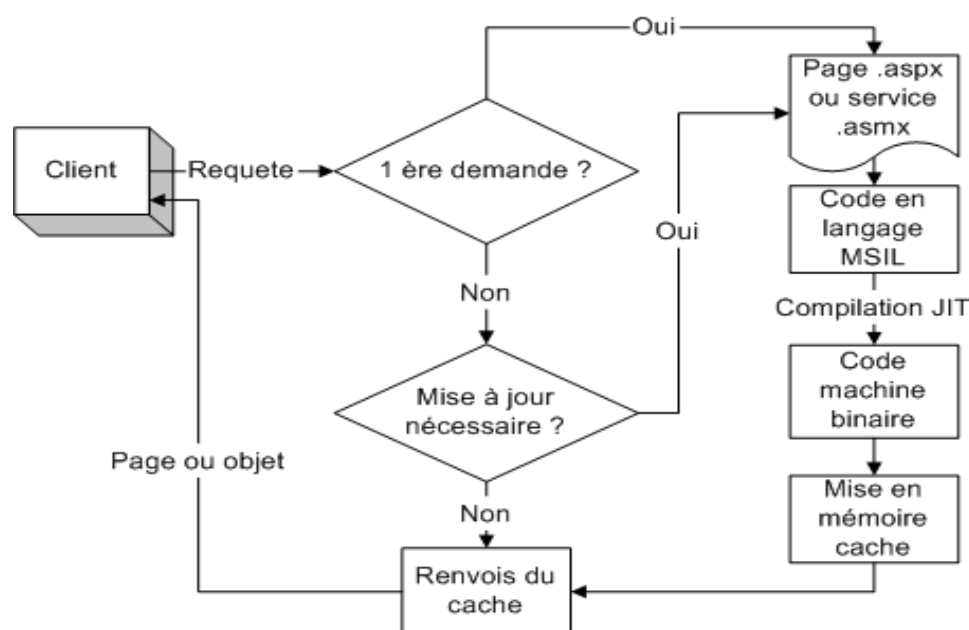 Oui
Page .aspx
ou service
.asmx
Client
Requete
1 ère demande ?
Oui
Code en
langage
MSIL
Non
Compilation JIT
Code
machine
binaire
Mise à jour
nécessaire ?
Page ou objet
Non
Mise en
mémoire
cache
Renvois du
cache